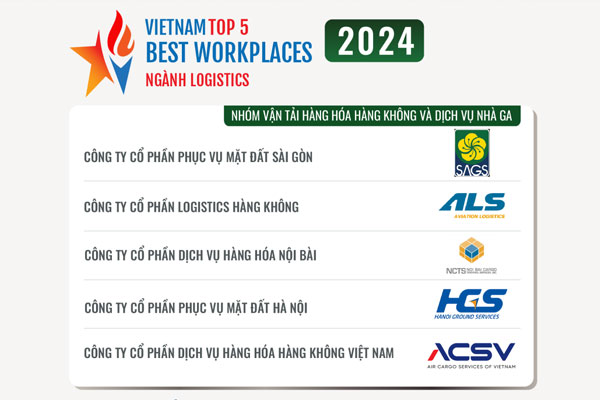 VIETNAM TOP 5
BEST WORKPLACES
NGÀNH LOGISTICS
2024
NHÓM VẬN TẢI HÀNG HÓA HÀNG KHÔNG VÀ DỊCH VỤ NHÀ GA
CÔNG TY CỔ PHẦN PHỤC VỤ MẶT ĐẤT SÀI GÒN
SAGS
CÔNG TY CỔ PHẦN LOGISTICS HÀNG KHÔNG
ALS
AVIATION LOGISTICS
CÔNG TY CỔ PHẦN DỊCH VỤ HÀNG HÓA NỘI BÀI
NCTS
NOI BAI CARGO
CÔNG TY CỔ PHẦN PHỤC VỤ MẶT ĐẤT HÀ NỘI
HGS
HANOI GROUND SERVICES
CÔNG TY CỔ PHẦN DỊCH VỤ HÀNG HÓA HÀNG KHÔNG VIỆT NAM
ACSV
AIR CARGO SERVICES OF VIETNAM